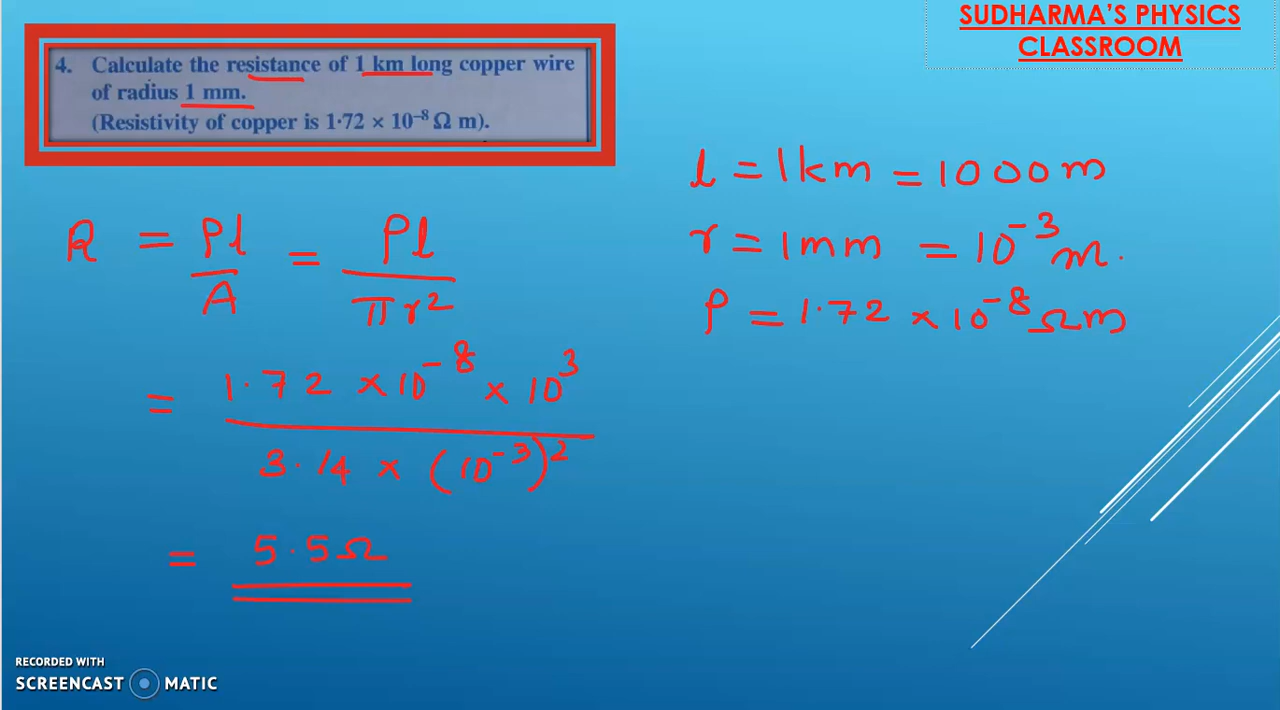 SUDHARMA'S PHYSICS
CLASSROOM
4. Calculate the resistance of 1 km long copper wire
of radius 1 mm.
(Resistivity of copper is 1·72 × 10⁻⁸ Ω m).
l = 1km = 1000m
r = 1mm = 10⁻³m.
ρ = 1.72 × 10⁻⁸Ωm
R = ρl/A = ρl/πr²
= 1.72 × 10⁻⁸ × 10³
3.14 × (10⁻³)²
= 5.5Ω
RECORDED WITH
SCREENCAST MATIC